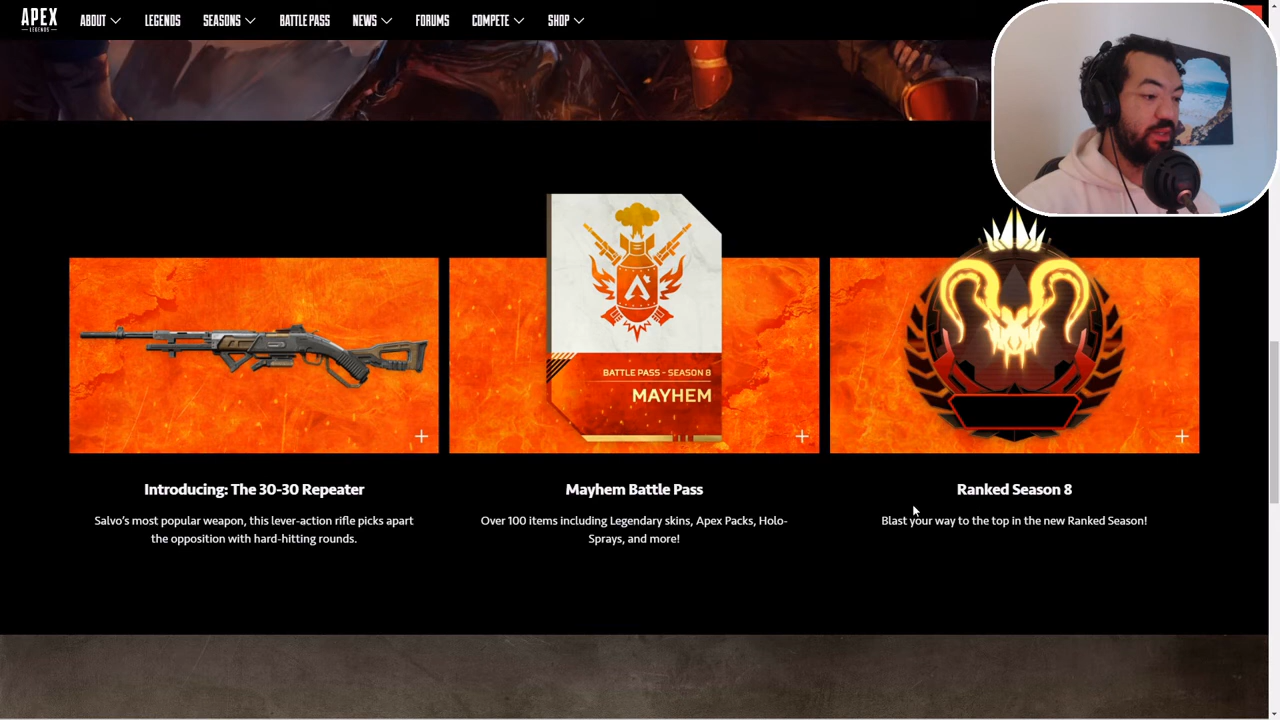 APEX
LEGENDS
ABOUT LEGENDS SEASONS BATTLE PASS NEWS FORUMS COMPETE SHOP
BATTLE PASS - SEASON 8
MAYHEM
Introducing: The 30-30 Repeater
Salvo's most popular weapon, this lever-action rifle picks apart
the opposition with hard-hitting rounds.
Mayhem Battle Pass
Over 100 items including Legendary skins, Apex Packs, Holo-
Sprays, and more!
Ranked Season 8
Blast your way to the top in the new Ranked Season!